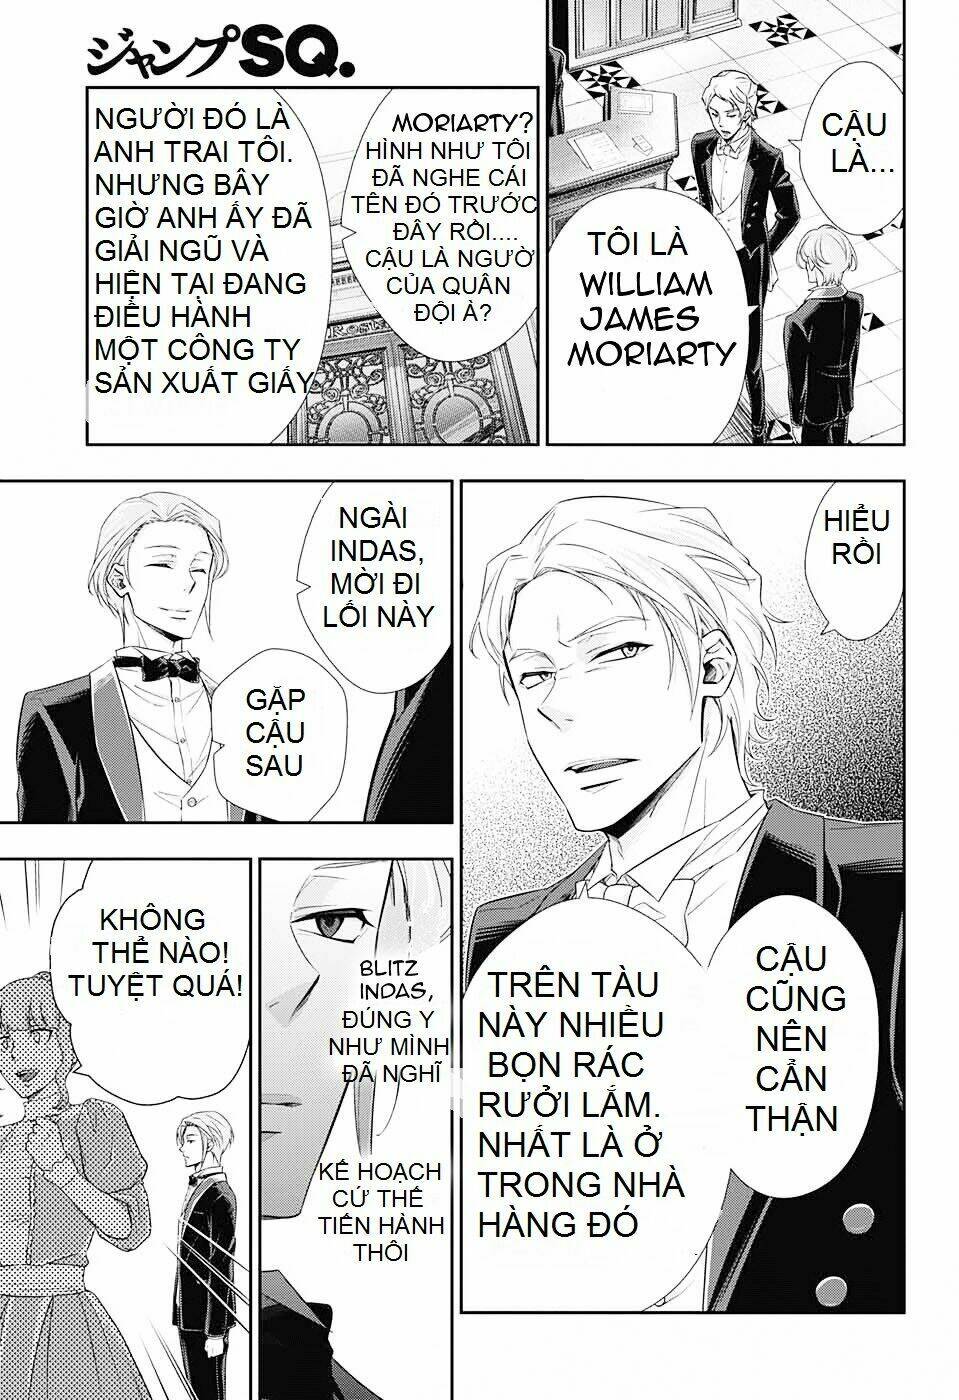 ジャンプSQ.
CẬU
LÀ...
TÔI LÀ
WILLIAM
JAMES
MORIARTY
MORIARTY?
HÌNH NHƯ TÔI
ĐÃ NGHE CÁI
TÊN ĐÓ TRƯỚC
ĐÂY RỒI....
CẬU LÀ NGƯỜ
CỦA QUÂN
ĐỘI À?
NGƯỜI ĐÓ LÀ
ANH TRAI TÔI.
NHƯNG BÂY
GIỜ ANH ẤY ĐÃ
GIẢI NGŨ VÀ
HIỆN TẠI ĐANG
ĐIỀU HÀNH
MỘT CÔNG TY
SẢN XUẤT GIẤY
HIỂU
RỒI
CẬU
CŨNG
NÊN
CẨN
THẬN
TRÊN TÀU
NÀY NHIỀU
BỌN RÁC
RƯỞI LẮM.
NHẤT LÀ Ở
TRONG NHÀ
HÀNG ĐÓ
NGÀI
INDAS,
MỜI ĐI
LỐI NÀY
GẶP
CẬU
SAU
BLITZ
INDAS,
ĐÚNG Y
NHƯ MÌNH
ĐÃ NGHĨ
KẾ HOẠCH
CỨ THẾ
TIẾN HÀNH
THÔI
KHÔNG
THỂ NÀO!
TUYỆT QUÁ!